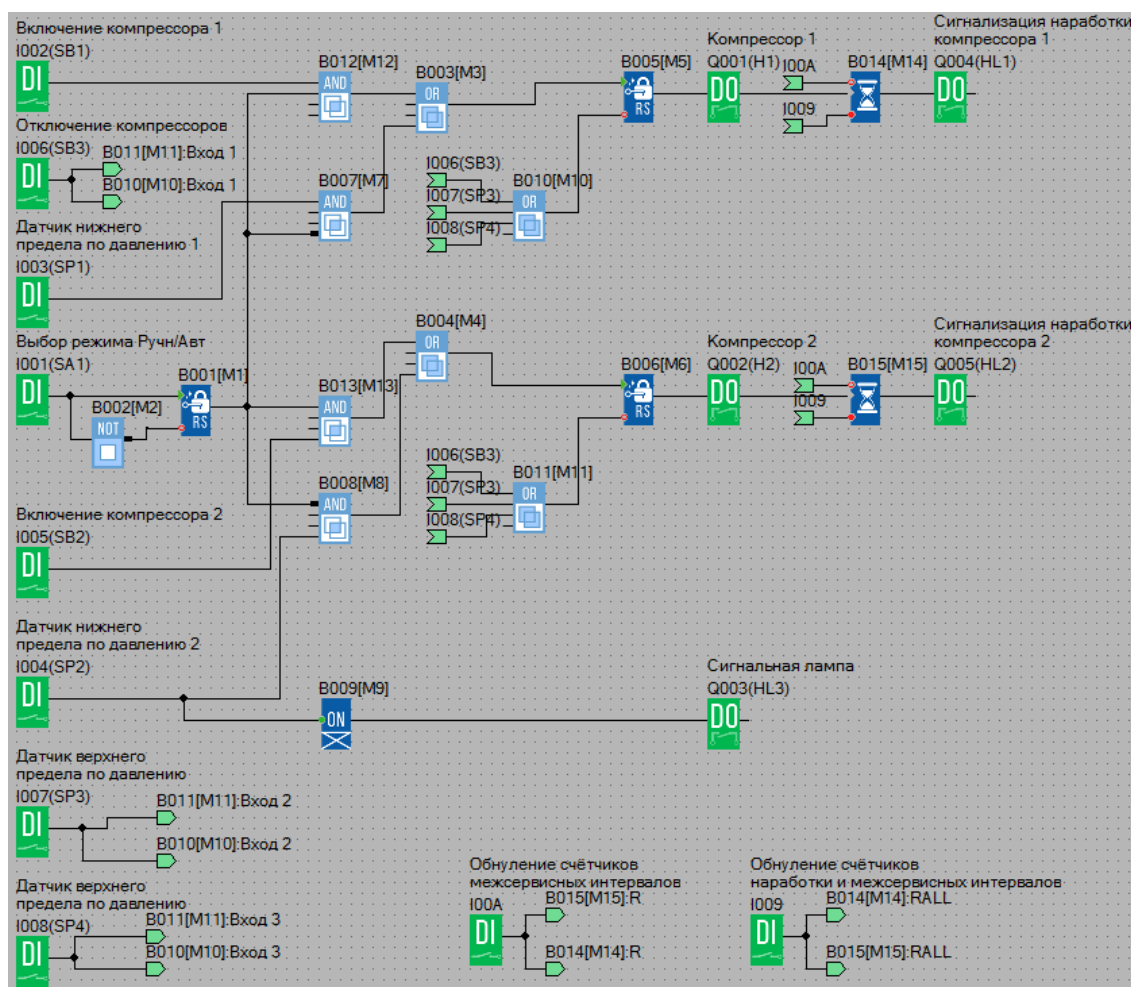 Включение компрессора 1
I002(SB1)
DI
Отключение компрессоров
I006(SB3)
DI
B011[M11]:Вход 1
B010[M10]:Вход 1
Датчик нижнего
предела по давлению 1
I003(SP1)
DI
Выбор режима Ручн/Авт
I001(SA1)
DI
B002[M2]
NOT
B001[M1]
RS
Включение компрессора 2
I005(SB2)
DI
Датчик нижнего
предела по давлению 2
I004(SP2)
DI
Датчик верхнего
предела по давлению
I007(SP3)
DI
B011[M11]:Вход 2
B010[M10]:Вход 2
Датчик верхнего
предела по давлению
I008(SP4)
DI
B011[M11]:Вход 3
B010[M10]:Вход 3
B012[M12]
AND
B003[M3]
OR
B007[M7]
AND
I006(SB3)
I007(SP3)
I008(SP4)
B010[M10]
OR
B005[M5]
RS
Компрессор 1
Q001(H1)
DO
I00A
I009
B014[M14]
Сигнализация наработки
компрессора 1
Q004(HL1)
DO
B004[M4]
OR
B013[M13]
AND
B008[M8]
AND
I006(SB3)
I007(SP3)
I008(SP4)
B011[M11]
OR
B006[M6]
RS
Компрессор 2
Q002(H2)
DO
I00A
I009
B015[M15]
Сигнализация наработки
компрессора 2
Q005(HL2)
DO
B009[M9]
ON
Сигнальная лампа
Q003(HL3)
DO
Обнуление счётчиков
межсервисных интервалов
I00A
DI
B015[M15]:R
B014[M14]:R
Обнуление счётчиков
наработки и межсервисных интервалов
I009
DI
B014[M14]:RALL
B015[M15]:RALL